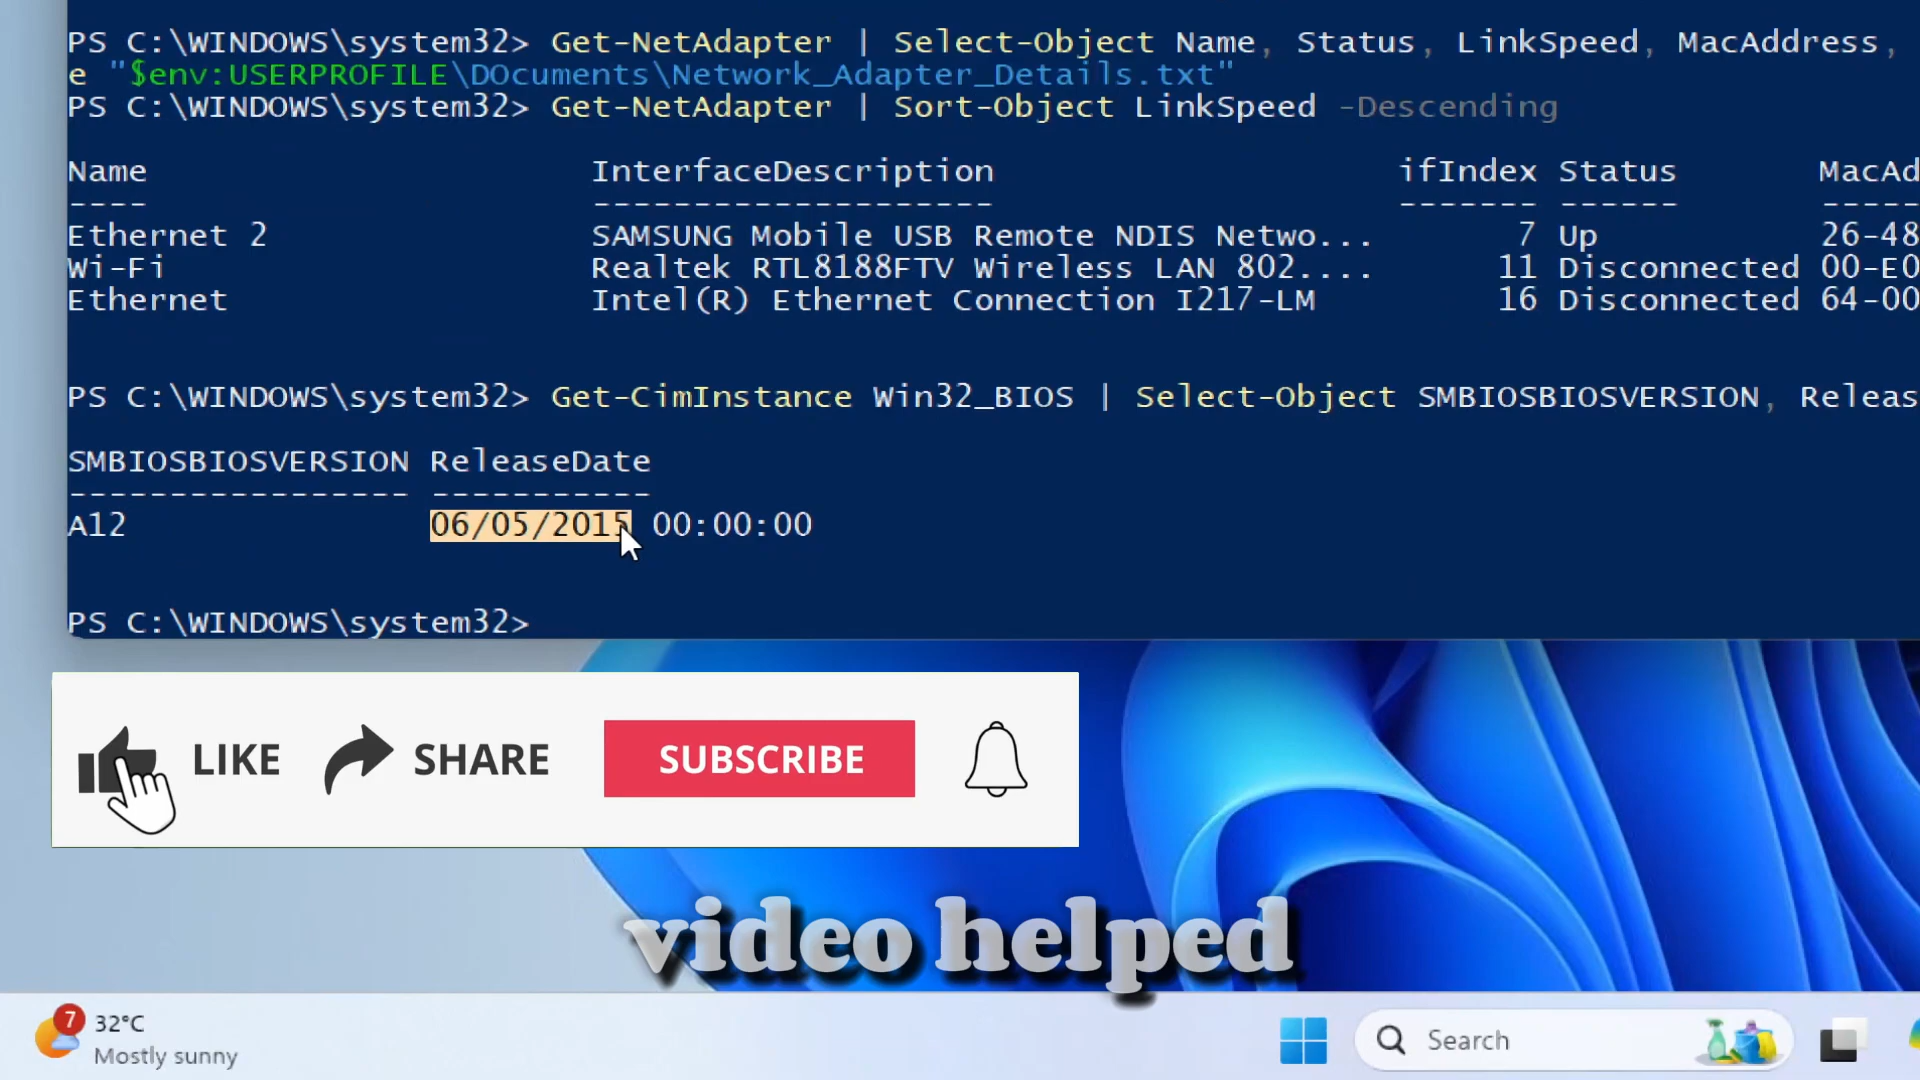 PS C:\WINDOWS\system32> Get-NetAdapter | Select-Object Name, Status, LinkSpeed, MacAddress,
e "$env:USERPROFILE\DOcuments\Network_Adapter_Details.txt"
PS C:\WINDOWS\system32> Get-NetAdapter | Sort-Object LinkSpeed -Descending
Name InterfaceDescription ifIndex Status MacAd
---- -------------------- ------- ------ -----
Ethernet 2 SAMSUNG Mobile USB Remote NDIS Netwo... 7 Up 26-48
Wi-Fi Realtek RTL8188FTV Wireless LAN 802.... 11 Disconnected 00-E0
Ethernet Intel(R) Ethernet Connection I217-LM 16 Disconnected 64-00
PS C:\WINDOWS\system32> Get-CimInstance Win32_BIOS | Select-Object SMBIOSBIOSVERSION, Releas
SMBIOSBIOSVERSION ReleaseDate
----------------- -----------
A12 06/05/2015 00:00:00
PS C:\WINDOWS\system32>
LIKE SHARE SUBSCRIBE
video helped
7 32°C
Mostly sunny
Search